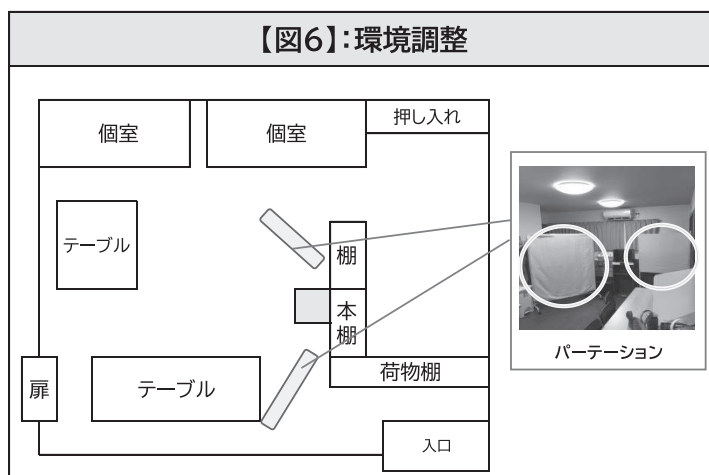 【図6】:環境調整
個室
個室
押し入れ
テーブル
棚
本棚
荷物棚
扉
テーブル
入口
パーテーション